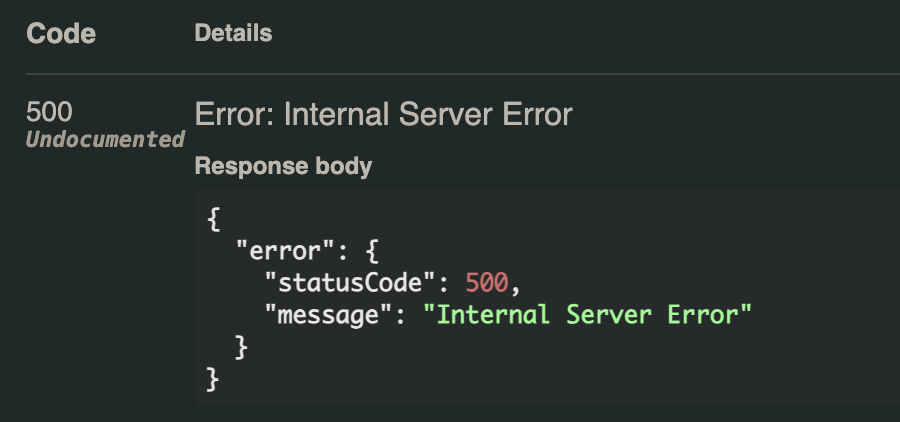 Code Details
500 Error: Internal Server Error
Undocumented
Response body
{
  "error": {
    "statusCode": 500,
    "message": "Internal Server Error"
  }
}